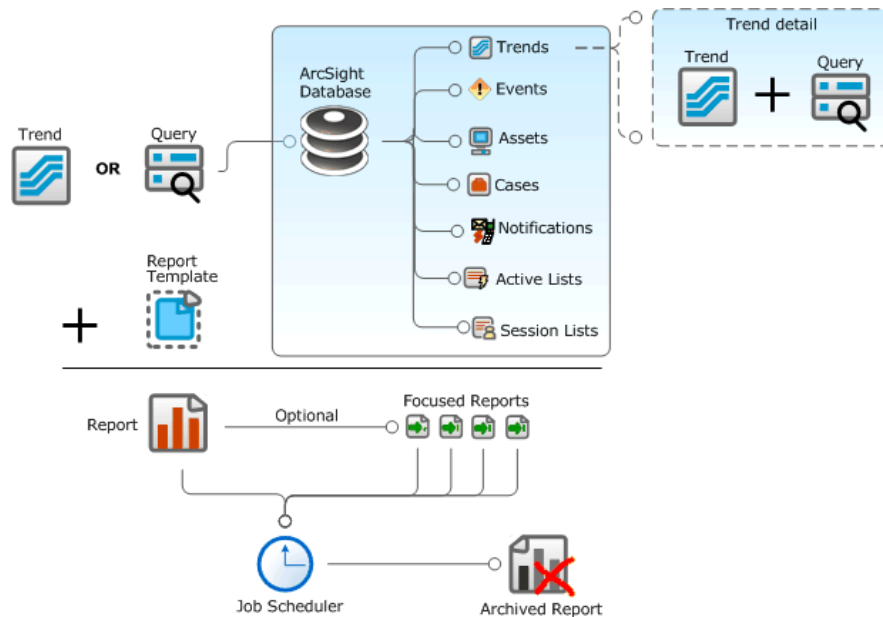 Trend detail
Trend
Query
ArcSight
Database
Trends
Events
Assets
Cases
Notifications
Active Lists
Session Lists
Trend
OR
Query
Report
Template
Report
Optional
Focused Reports
Job Scheduler
Archived Report